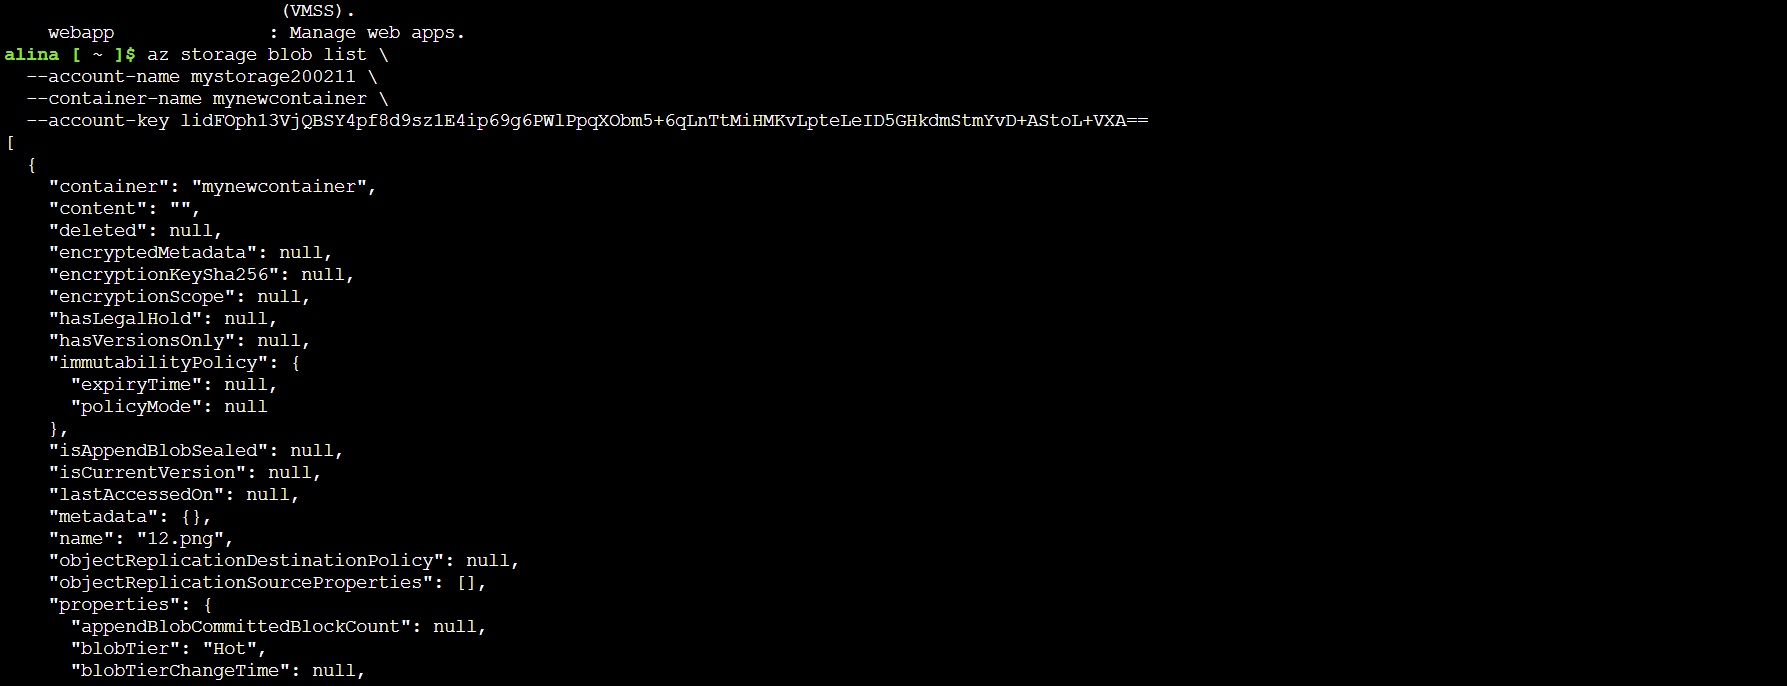 (VMSS).
webapp : Manage web apps.
alina [ ~ ]$ az storage blob list \
--account-name mystorage200211 \
--container-name mynewcontainer \
--account-key lidFOph13VjQBSY4pf8d9sz1E4ip69g6PWlPpqXObm5+6qLnTtMiHMKvLpteLeID5GHkdmStmYvD+AStoL+VXA==
[
{
"container": "mynewcontainer",
"content": "",
"deleted": null,
"encryptedMetadata": null,
"encryptionKeySha256": null,
"encryptionScope": null,
"hasLegalHold": null,
"hasVersionsOnly": null,
"immutabilityPolicy": {
"expiryTime": null,
"policyMode": null
},
"isAppendBlobSealed": null,
"isCurrentVersion": null,
"lastAccessedOn": null,
"metadata": {},
"name": "12.png",
"objectReplicationDestinationPolicy": null,
"objectReplicationSourceProperties": [],
"properties": {
"appendBlobCommittedBlockCount": null,
"blobTier": "Hot",
"blobTierChangeTime": null,